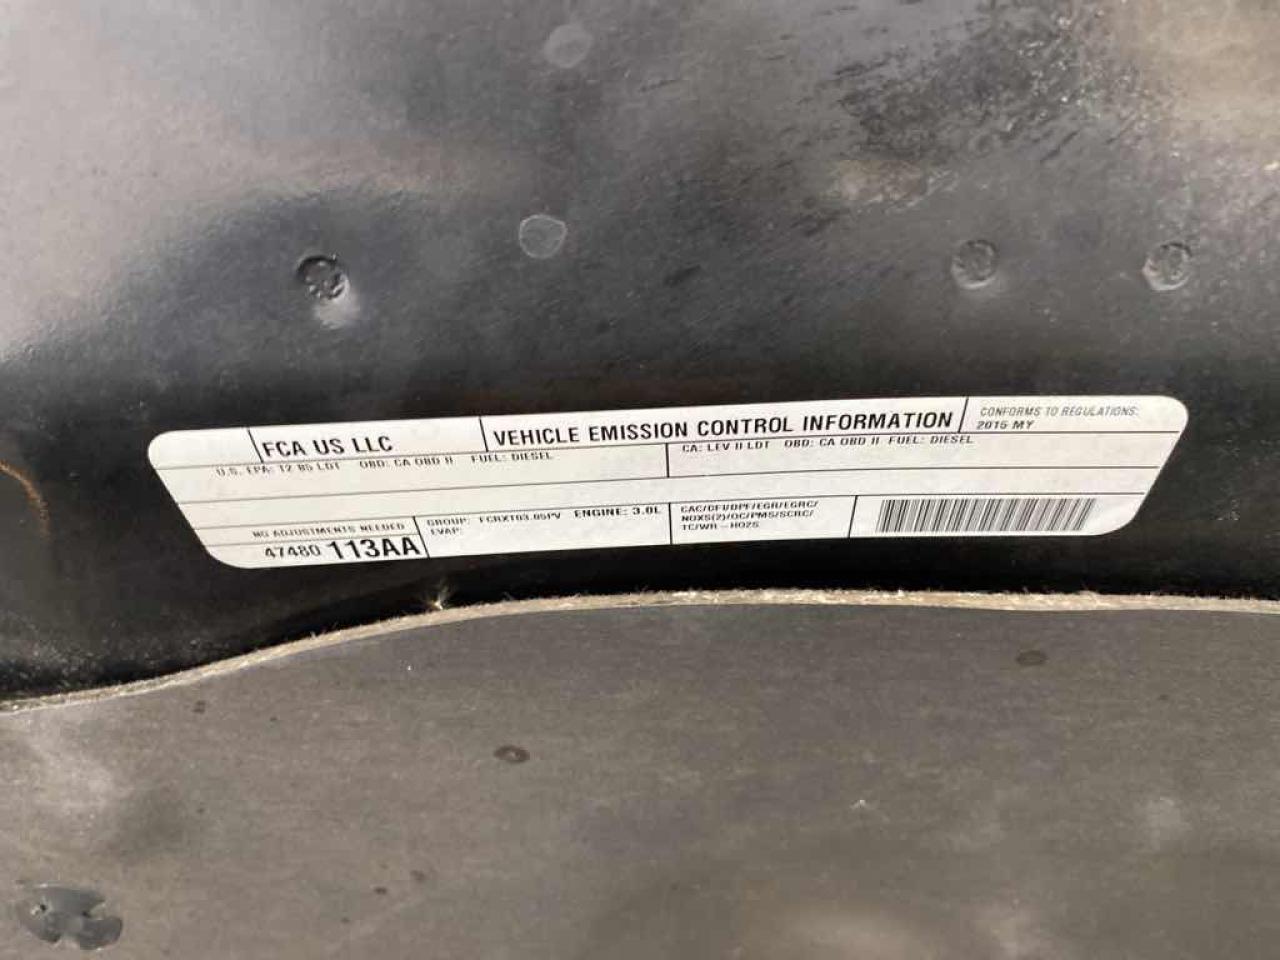 FCA US LLC
VEHICLE EMISSION CONTROL INFORMATION
CONFORMS TO REGULATIONS:
2015 MY
U.S. EPA: T2 B5 LDT OBD: CA OBD II FUEL: DIESEL
CA: LEV II LDT OBD: CA OBD II FUEL: DIESEL
NO ADJUSTMENTS NEEDED
47480 113AA
GROUP: FCRXT03.05PV ENGINE: 3.0L
EVAP:
CAC/DFI/DPF/EGR/EGRC/
NOXS(2)/OC/PMS/SCRC/
TC/WR-HO2S